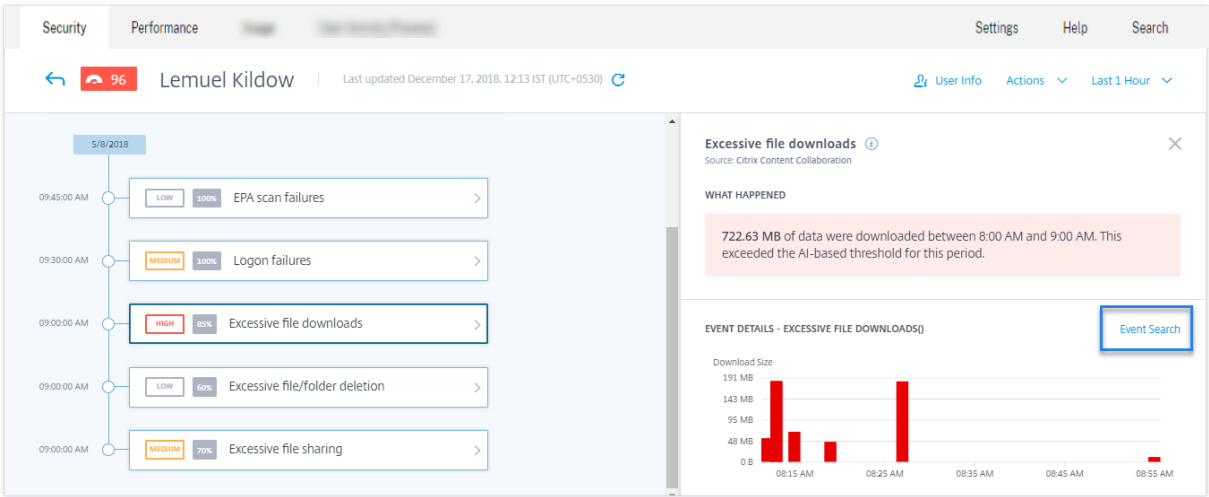 Security
Performance
Settings
Help
Search
96
Lemuel Kildow
Last updated December 17, 2018, 12:13 IST (UTC+0530)
User Info
Actions
Last 1 Hour
5/8/2018
09:45:00 AM
LOW
100%
EPA scan failures
09:30:00 AM
MEDIUM
100%
Logon failures
09:00:00 AM
HIGH
85%
Excessive file downloads
09:00:00 AM
LOW
60%
Excessive file/folder deletion
09:00:00 AM
MEDIUM
70%
Excessive file sharing
Excessive file downloads
Source: Citrix Content Collaboration
WHAT HAPPENED
722.63 MB of data were downloaded between 8:00 AM and 9:00 AM. This
exceeded the AI-based threshold for this period.
EVENT DETAILS - EXCESSIVE FILE DOWNLOADS()
Event Search
Download Size
191 MB
143 MB
95 MB
48 MB
0 B
08:15 AM
08:25 AM
08:35 AM
08:45 AM
08:55 AM